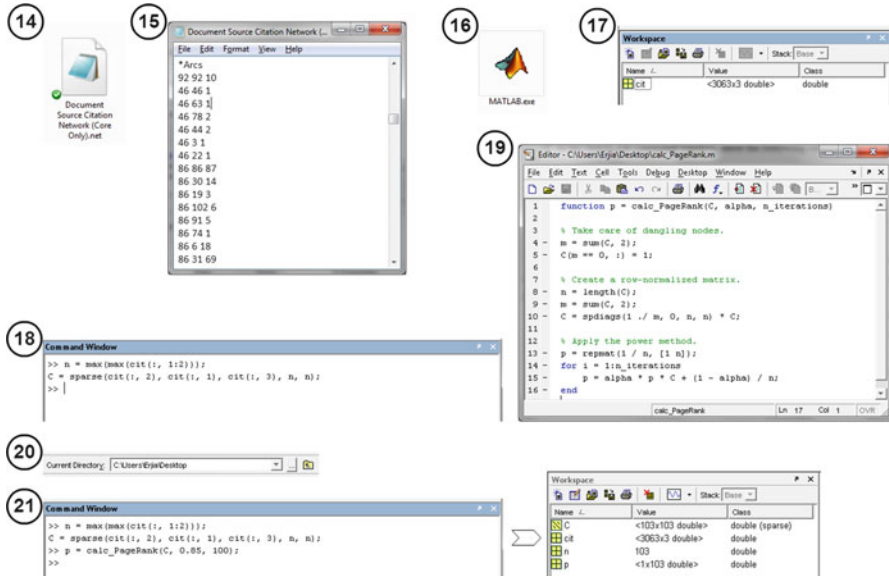 14
Document
Source Citation
Network (Core
Only).net
15
Document Source Citation Network (...
File Edit Format View Help
*Arcs
92 92 10
46 46 1
46 63 1
46 78 2
46 44 2
46 3 1
46 22 1
86 86 87
86 30 14
86 19 3
86 102 6
86 91 5
86 74 1
86 6 18
86 31 69
16
MATLAB.exe
17
Workspace
Stack: Base
Name Value Class
cit <3063x3 double> double
18
Command Window
>> n = max(max(cit(:, 1:2)));
C = sparse(cit(:, 2), cit(:, 1), cit(:, 3), n, n);
>>
19
Editor - C:\Users\Erjia\Desktop\calc_PageRank.m
File Edit Text Cell Tools Debug Desktop Window Help
1 function p = calc_PageRank(C, alpha, n_iterations)
2
3 % Take care of dangling nodes.
4 - m = sum(C, 2);
5 - C(m == 0, :) = 1;
6
7 % Create a row-normalized matrix.
8 - n = length(C);
9 - m = sum(C, 2);
10 - C = spdiags(1 ./ m, 0, n, n) * C;
11
12 % Apply the power method.
13 - p = repmat(1 / n, [1 n]);
14 - for i = 1:n_iterations
15 - p = alpha * p * C + (1 - alpha) / n;
16 - end
calc_PageRank Ln 17 Col 1 OVR
20
Current Directory: C:\Users\Erjia\Desktop
21
Command Window
>> n = max(max(cit(:, 1:2)));
C = sparse(cit(:, 2), cit(:, 1), cit(:, 3), n, n);
>> p = calc_PageRank(C, 0.85, 100);
>>
Workspace
Stack: Base
Name Value Class
C <103x103 double> double (sparse)
cit <3063x3 double> double
n 103 double
p <1x103 double> double